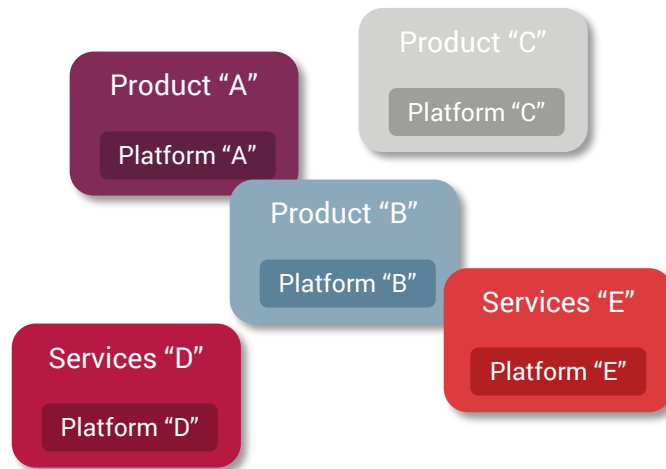 Product “C”
Platform “C”
Product “A”
Platform “A”
Product “B”
Platform “B”
Services “E”
Platform “E”
Services “D”
Platform “D”